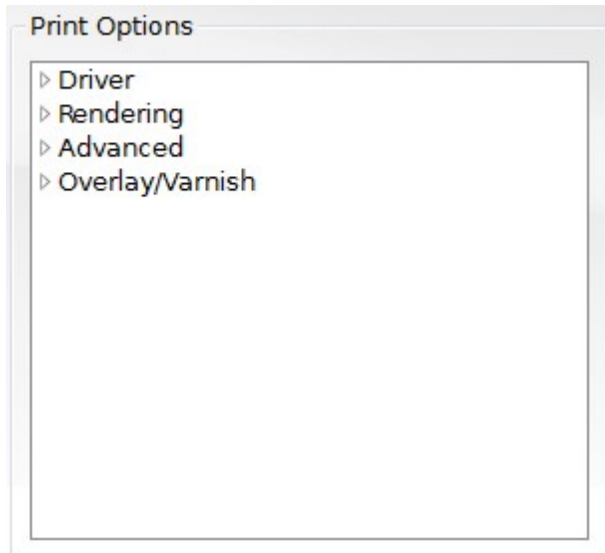 Print Options
Driver
Rendering
Advanced
Overlay/Varnish